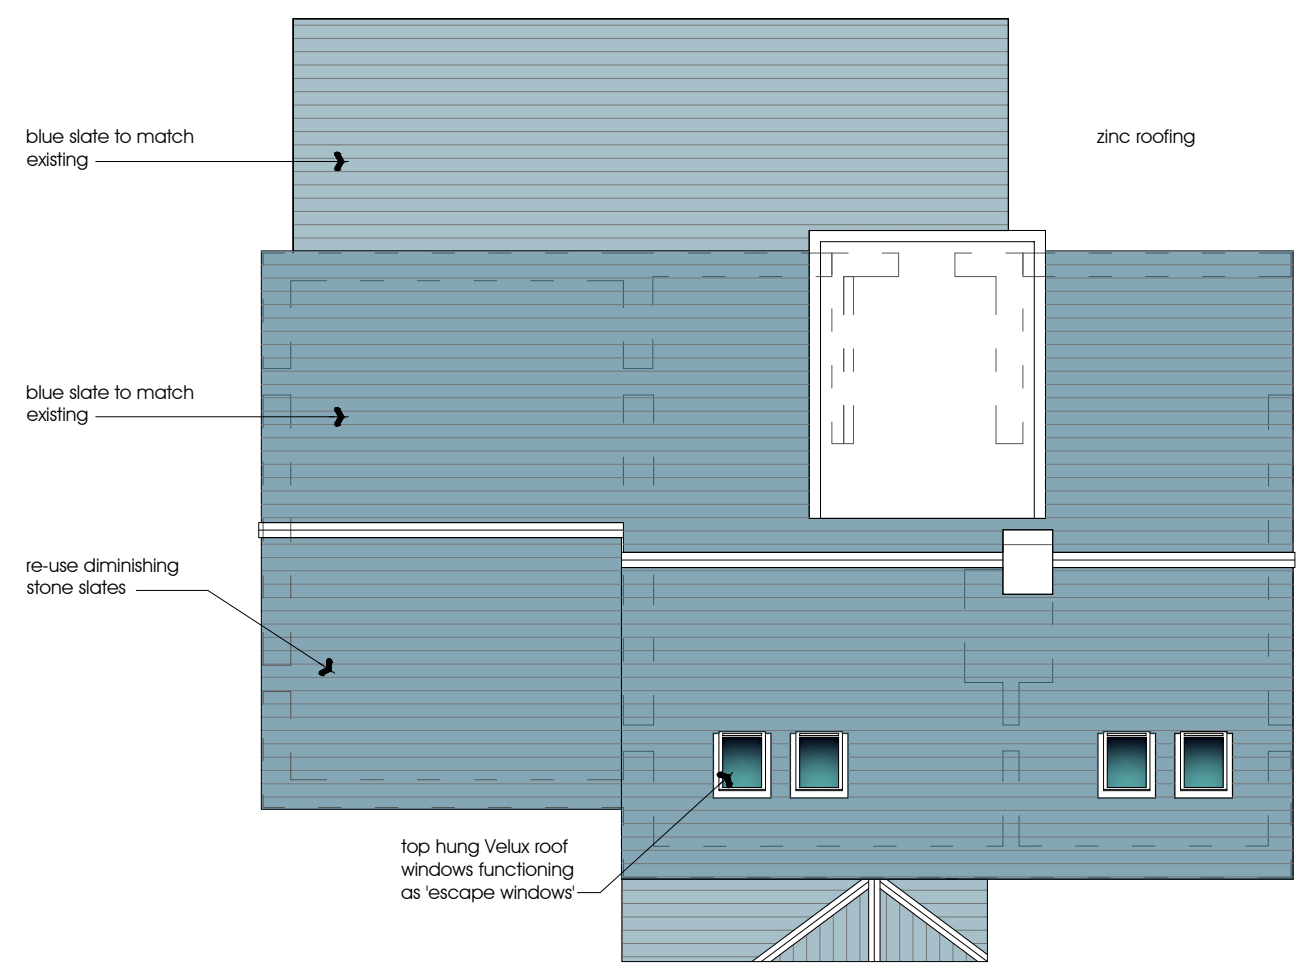 blue slate to match
existing
zinc roofing
blue slate to match
existing
re-use diminishing
stone slates
top hung Velux roof
windows functioning
as 'escape windows'